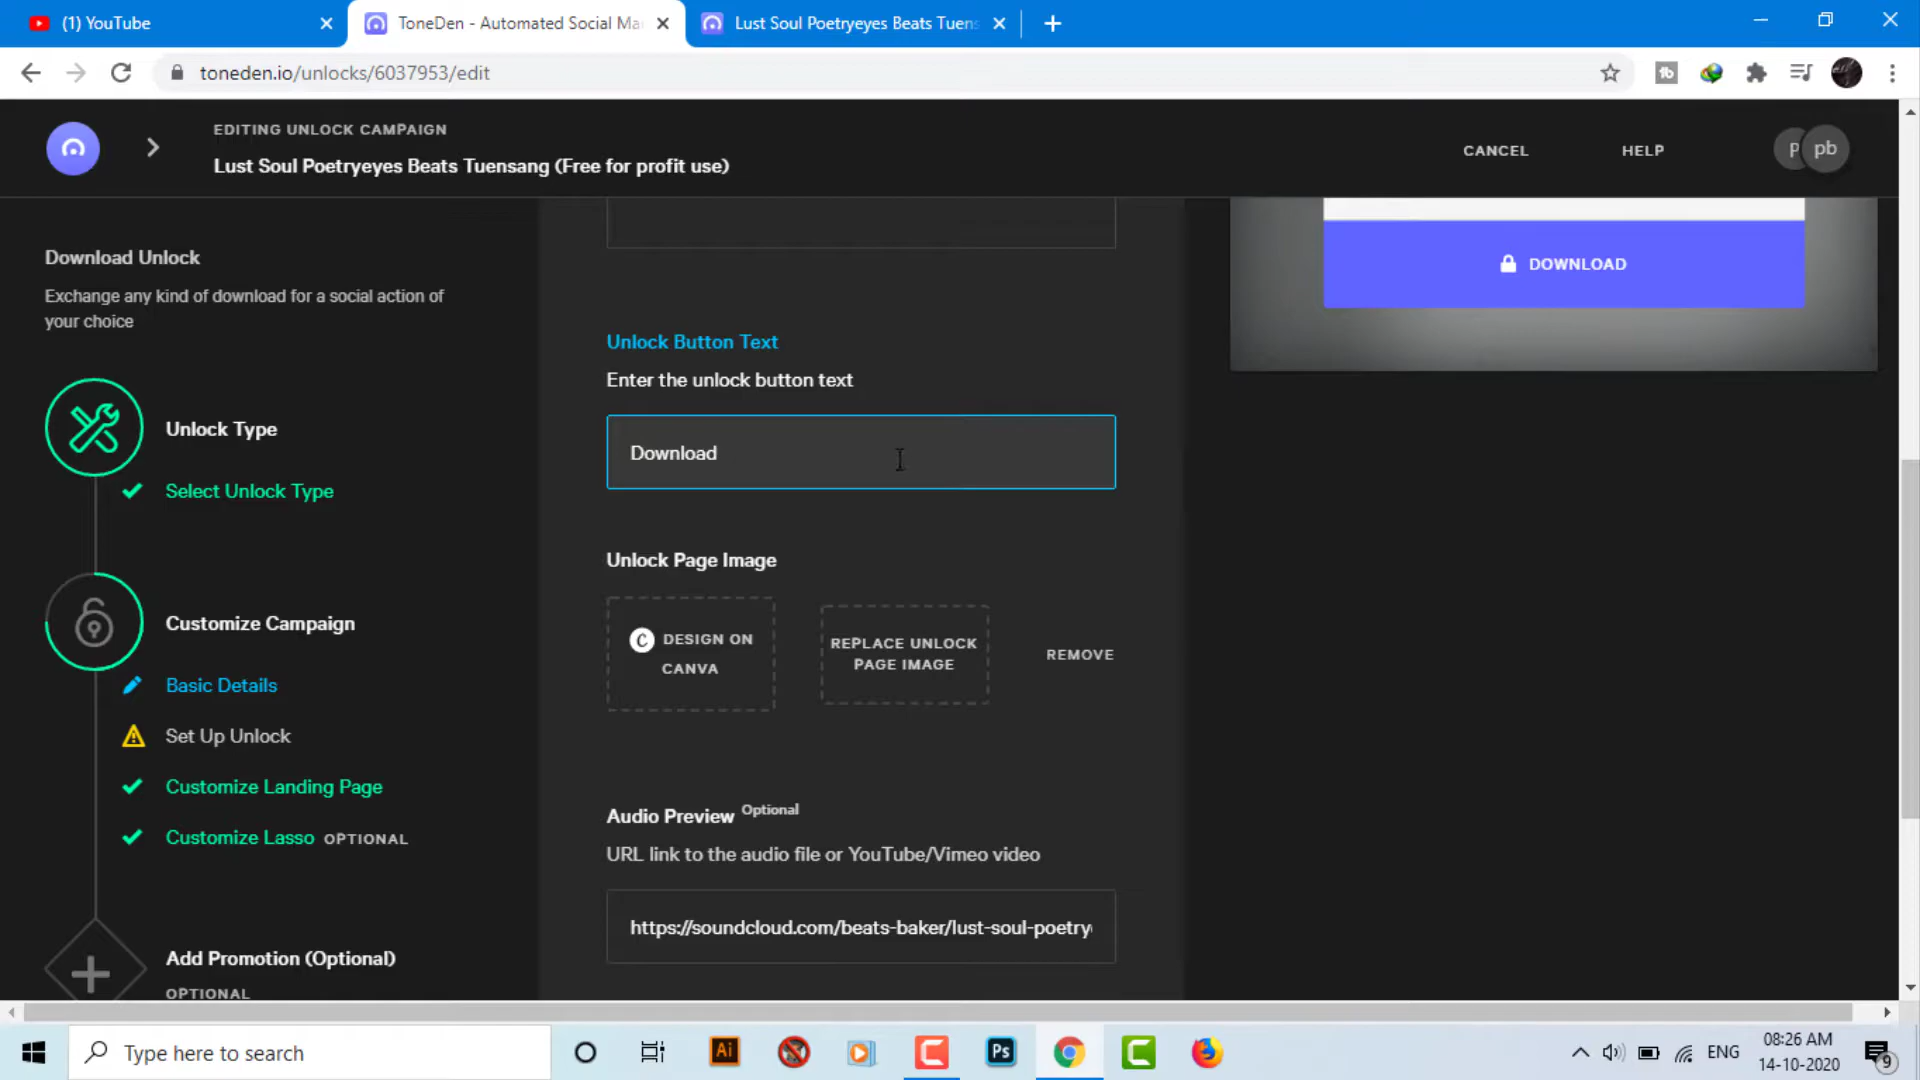 (1) YouTube
ToneDen - Automated Social Ma
Lust Soul Poetryeyes Beats Tuens
toneden.io/unlocks/6037953/edit
EDITING UNLOCK CAMPAIGN
Lust Soul Poetryeyes Beats Tuensang (Free for profit use)
CANCEL
HELP
P
pb
Download Unlock
Exchange any kind of download for a social action of
your choice
Unlock Type
Select Unlock Type
Customize Campaign
Basic Details
Set Up Unlock
Customize Landing Page
Customize Lasso OPTIONAL
Add Promotion (Optional)
OPTIONAL
Unlock Button Text
Enter the unlock button text
Download
Unlock Page Image
C DESIGN ON
CANVA
REPLACE UNLOCK
PAGE IMAGE
REMOVE
Audio Preview Optional
URL link to the audio file or YouTube/Vimeo video
https://soundcloud.com/beats-baker/lust-soul-poetry
DOWNLOAD
Type here to search
Ai
Ps
ENG
08:26 AM
14-10-2020
9